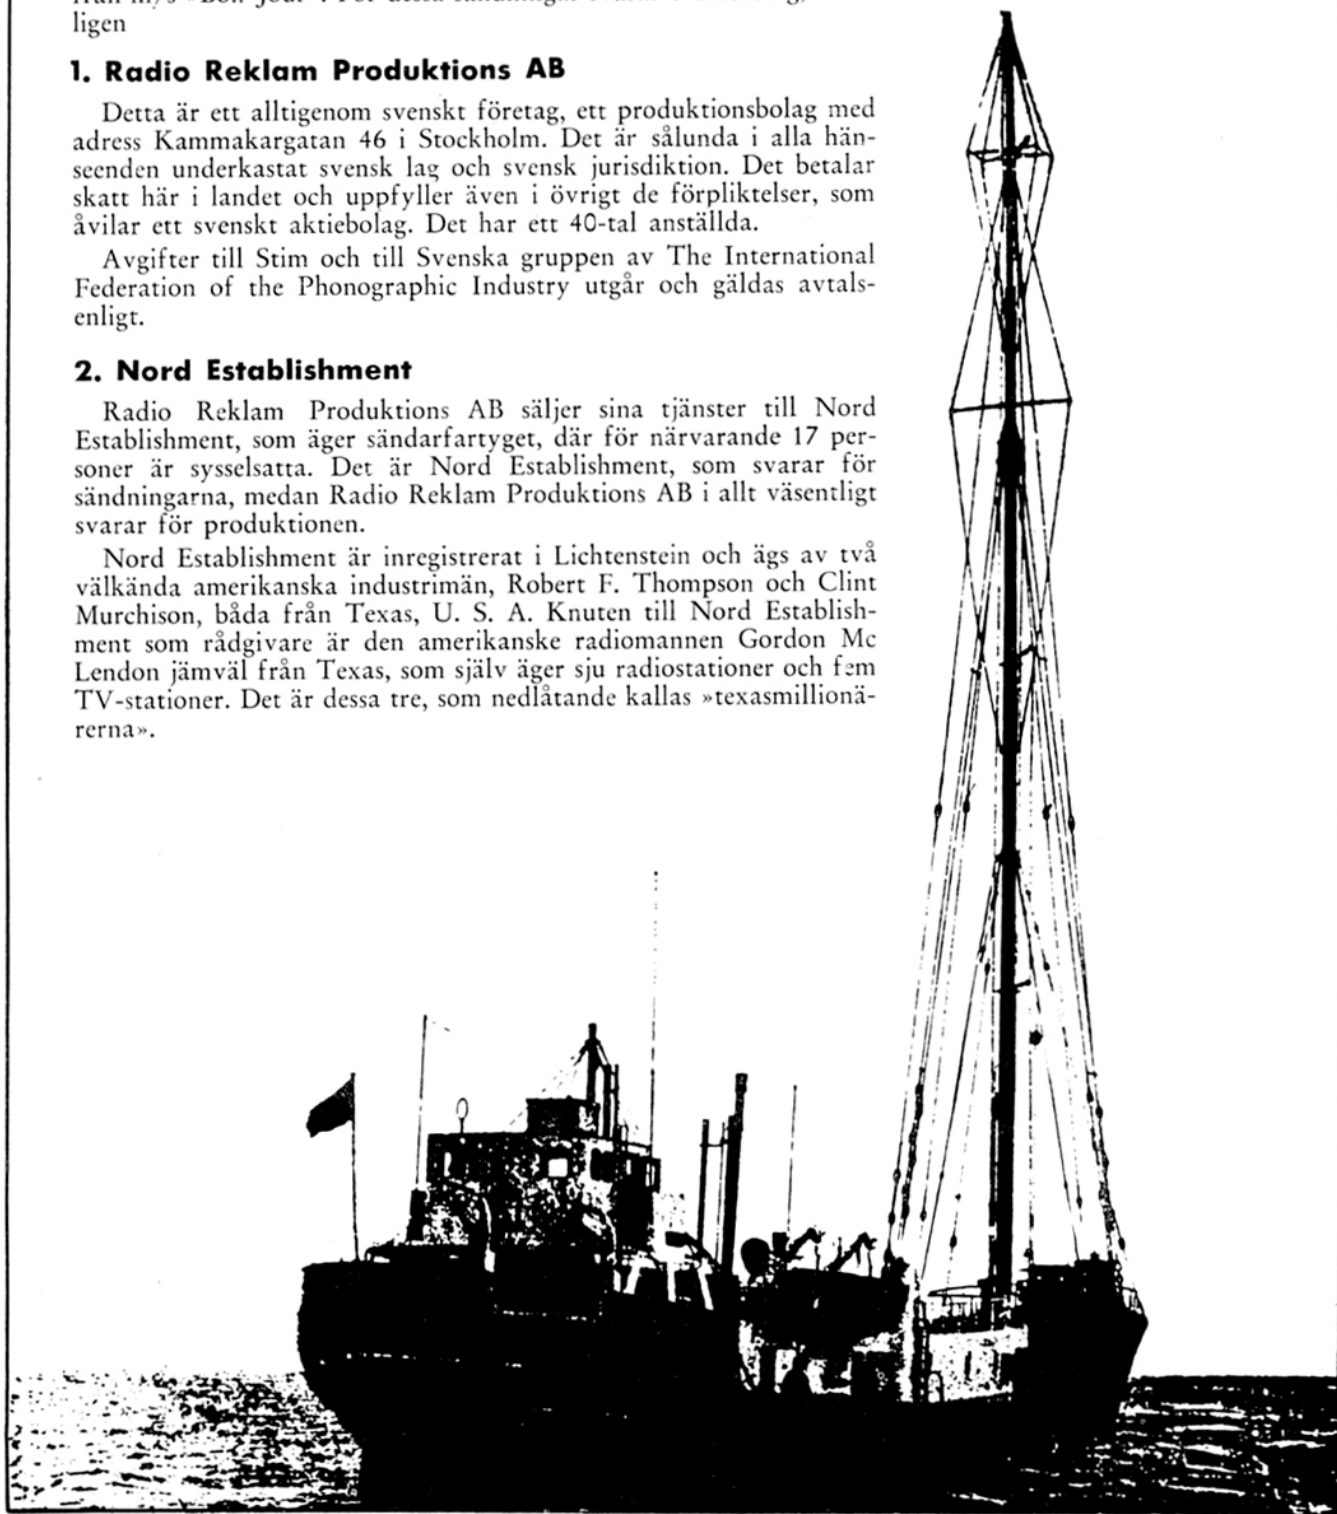 ligen
1. Radio Reklam Produktions AB
Detta är ett alltigenom svenskt företag, ett produktionsbolag med
adress Kammakargatan 46 i Stockholm. Det är sålunda i alla hän-
seenden underkastat svensk lag och svensk jurisdiktion. Det betalar
skatt här i landet och uppfyller även i övrigt de förpliktelser, som
åvilar ett svenskt aktiebolag. Det har ett 40-tal anställda.
Avgifter till Stim och till Svenska gruppen av The International
Federation of the Phonographic Industry utgår och gäldas avtals-
enligt.
2. Nord Establishment
Radio Reklam Produktions AB säljer sina tjänster till Nord
Establishment, som äger sändarfartyget, där för närvarande 17 per-
soner är sysselsatta. Det är Nord Establishment, som svarar för
sändningarna, medan Radio Reklam Produktions AB i allt väsentligt
svarar för produktionen.
Nord Establishment är inregistrerat i Lichtenstein och ägs av två
välkända amerikanska industrimän, Robert F. Thompson och Clint
Murchison, båda från Texas, U. S. A. Knuten till Nord Establish-
ment som rådgivare är den amerikanske radiomannen Gordon Mc
Lendon jämväl från Texas, som själv äger sju radiostationer och fem
TV-stationer. Det är dessa tre, som nedlåtande kallas »texasmillionä-
rerna».